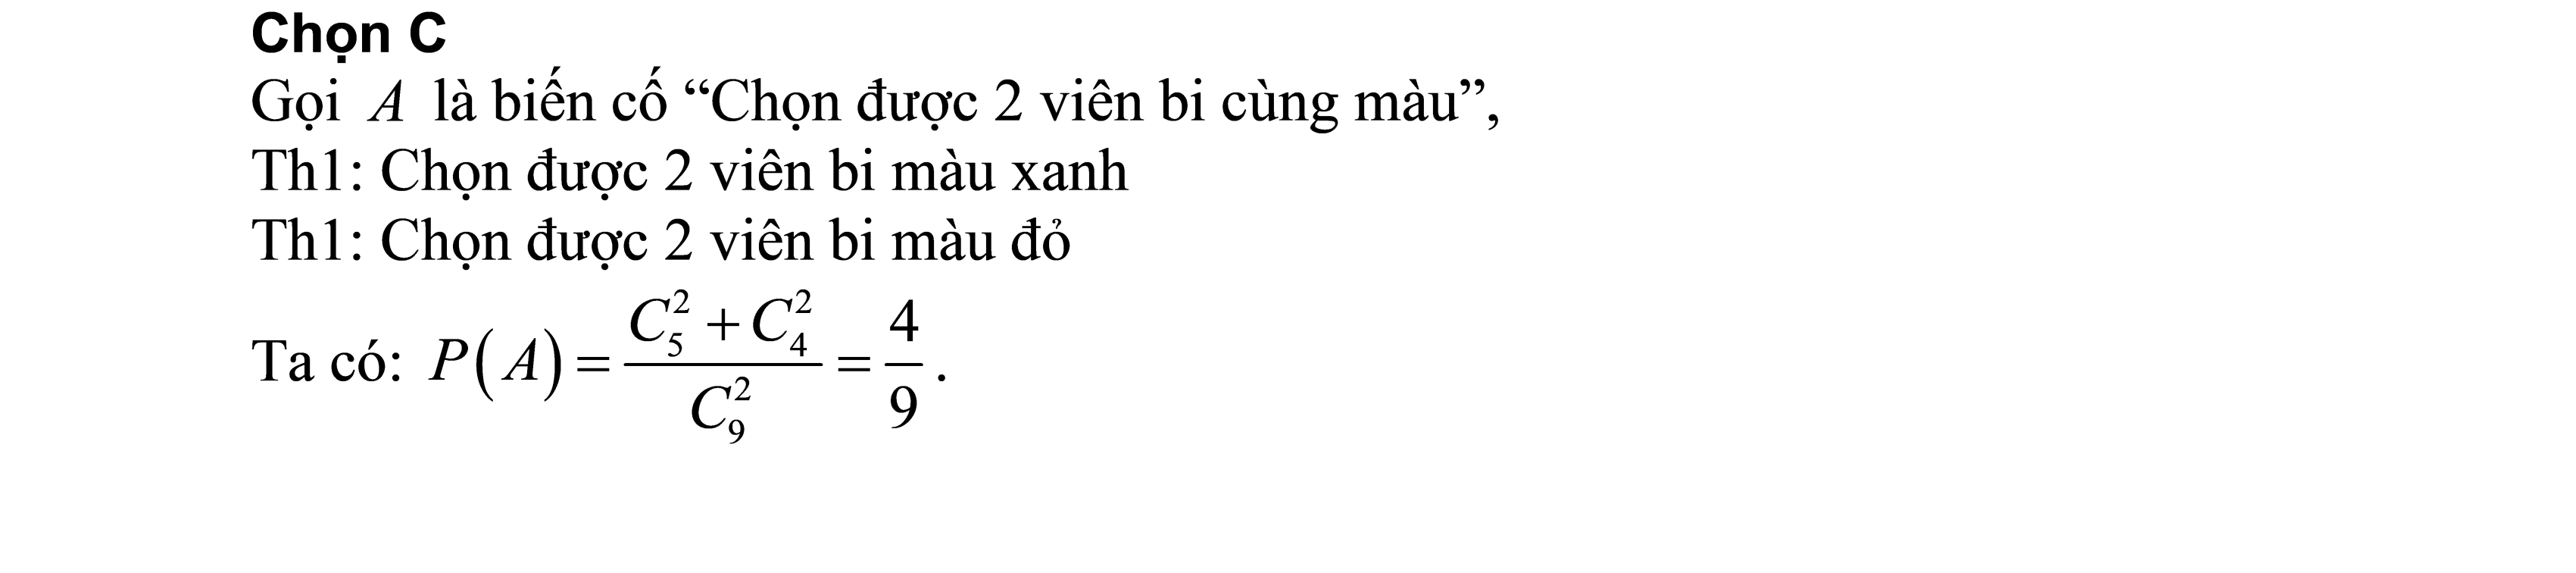 Chọn C
Gọi A là biến cố “Chọn được 2 viên bi cùng màu”,
Th1: Chọn được 2 viên bi màu xanh
Th1: Chọn được 2 viên bi màu đỏ
Ta có: $P(A)=\frac{C_5^2+C_4^2}{C_9^2}=\frac{4}{9}$.